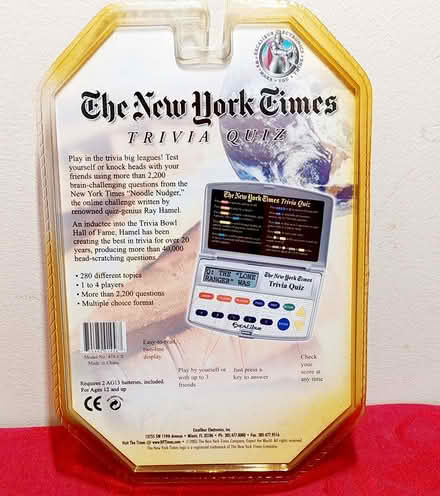 The New York Times
TRIVIA QUIZ
Play in the trivia big leagues! Test
yourself or knock heads with your
friends using more than 2,200
brain-challenging questions from the
New York Times "Noodle Nudger,"
the online challenge written by
renowned quiz-genius Ray Hamel.
An inductee into the Trivia Bowl
Hall of Fame, Hamel has been
creating the best in trivia for over 20
years, producing more than 40,000
head-scratching questions.
• 280 different topics
• 1 to 4 players
• More than 2,200 questions
• Multiple choice format
The New York Times Trivia Quiz
Q: THE "LONE
RANGER" WAS
The New York Times
Trivia Quiz
Excalibur
Easy-to-read,
two-line
display
Made in China
Play by yourself or
with up to 3
friends
Just press a
key to answer
Check
your
score at
any time
Requires 2 AG13 batteries, included.
For Ages 12 and up
CE
Excalibur Electronics, Inc.